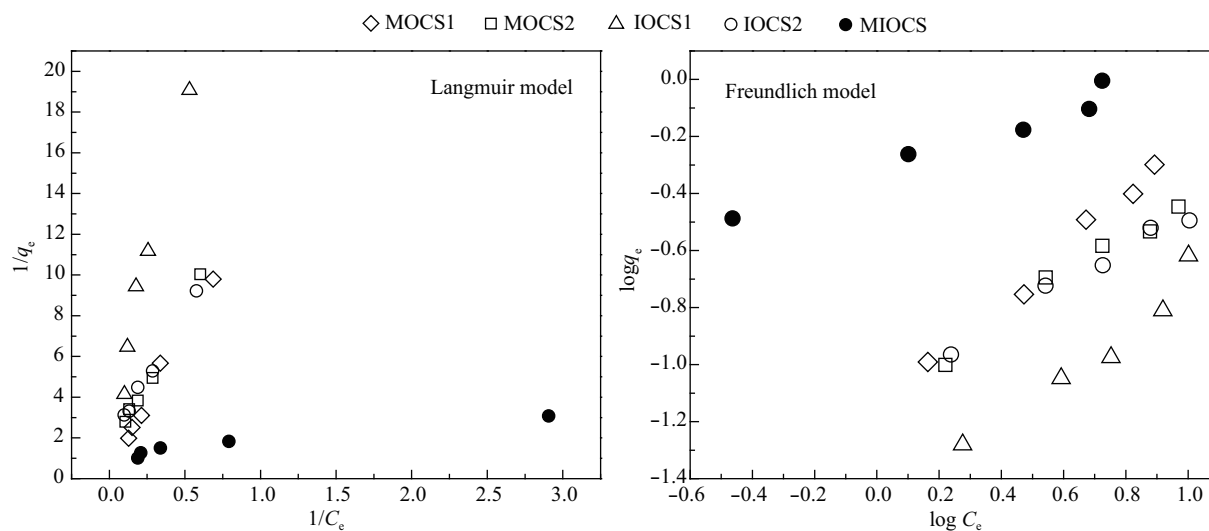 MOCS1 MOCS2 IOCS1 IOCS2 MIOCS
20
18
16
14
12
10
8
6
4
2
0
1/qe
Langmuir model
0.0 0.5 1.0 1.5 2.0 2.5 3.0
1/Ce
0.0
−0.2
−0.4
−0.6
−0.8
−1.0
−1.2
−1.4
logqe
Freundlich model
−0.6 −0.4 −0.2 0.0 0.2 0.4 0.6 0.8 1.0
log Ce